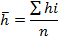 h̄ = ∑ hi / n